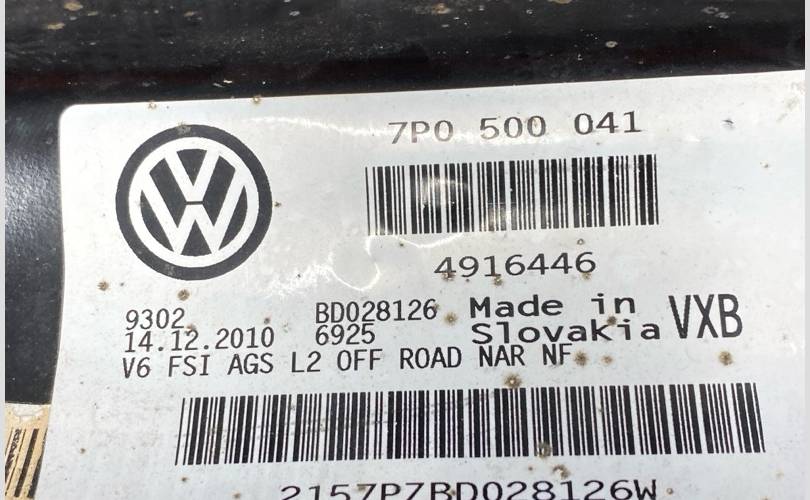 7P0 500 041
4916446
9302 BD028126 Made in
14.12.2010 6925 Slovakia VXB
V6 FSI AGS L2 OFF ROAD NAR NF
2157PZBD028126W